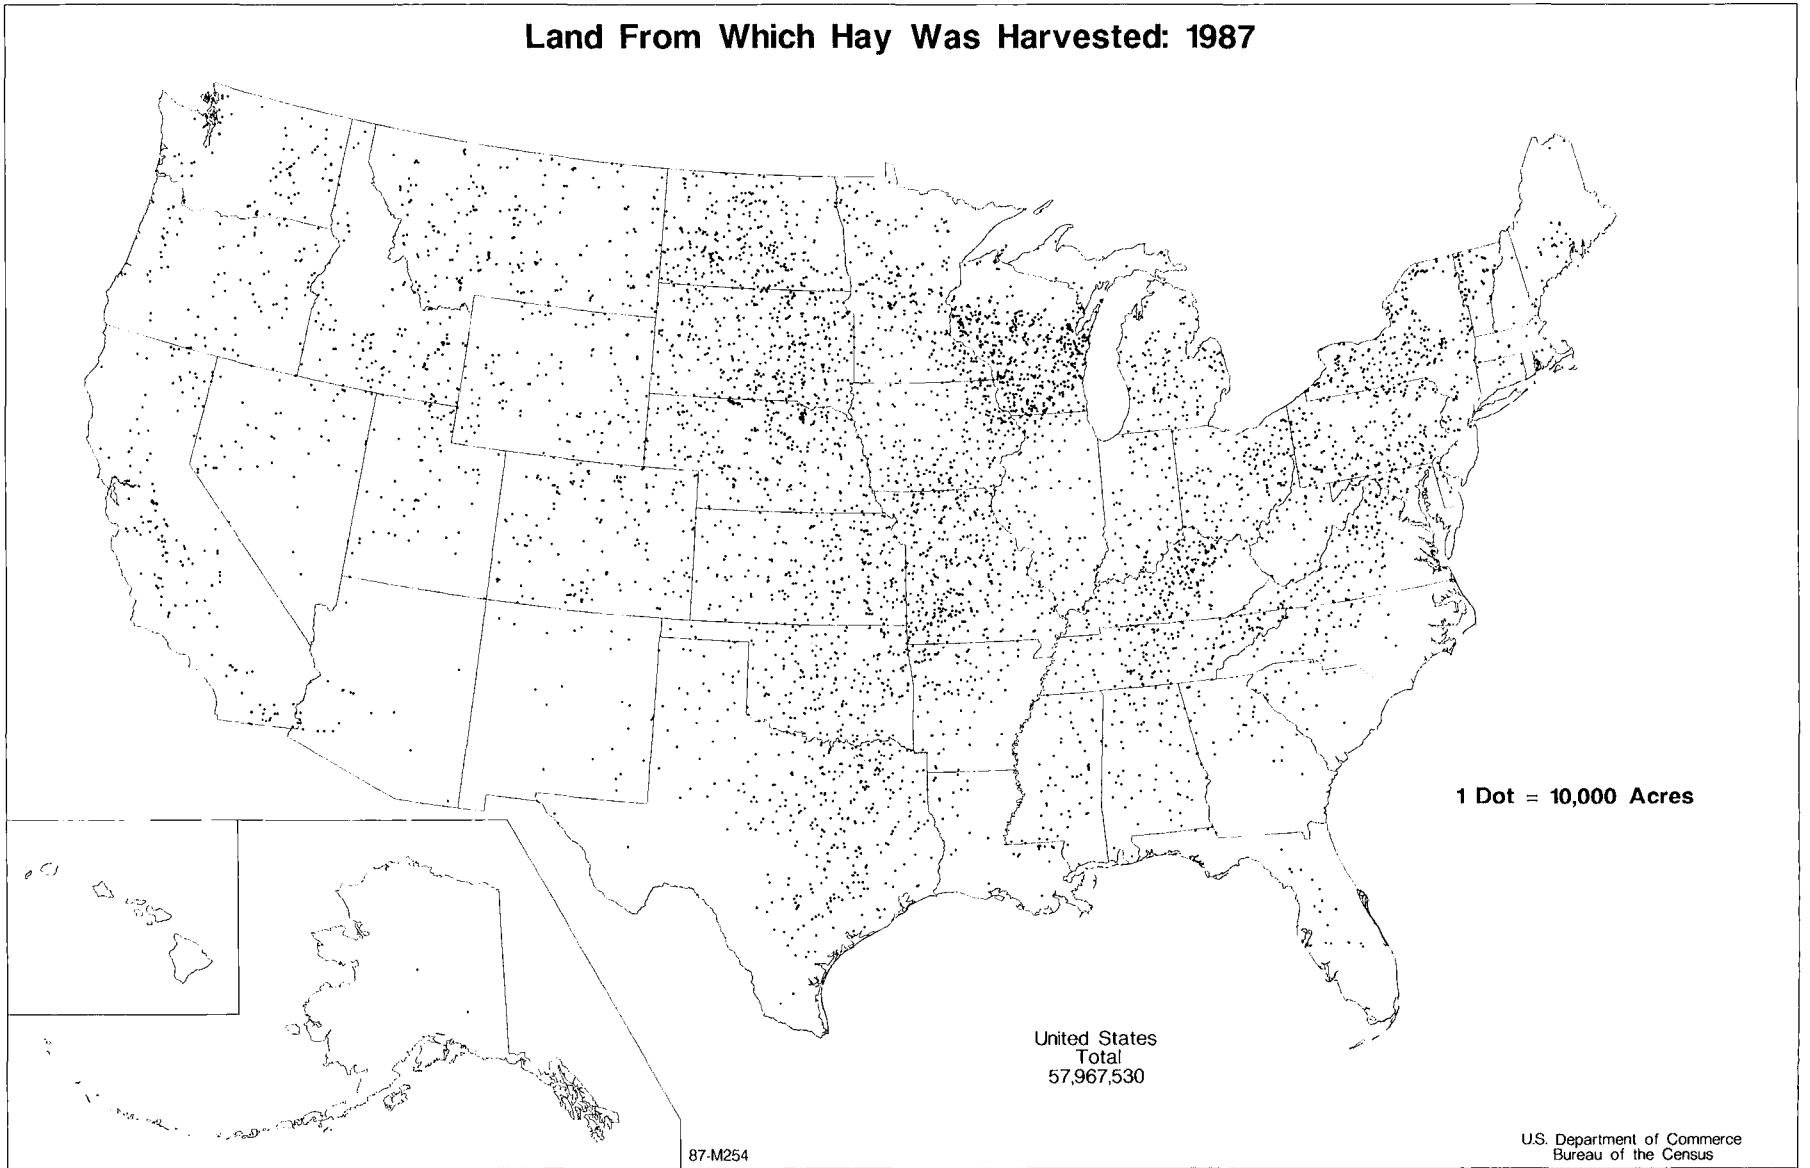 Land From Which Hay Was Harvested: 1987
1 Dot = 10,000 Acres
United States
Total
57,967,530
87-M254
U.S. Department of Commerce
Bureau of the Census